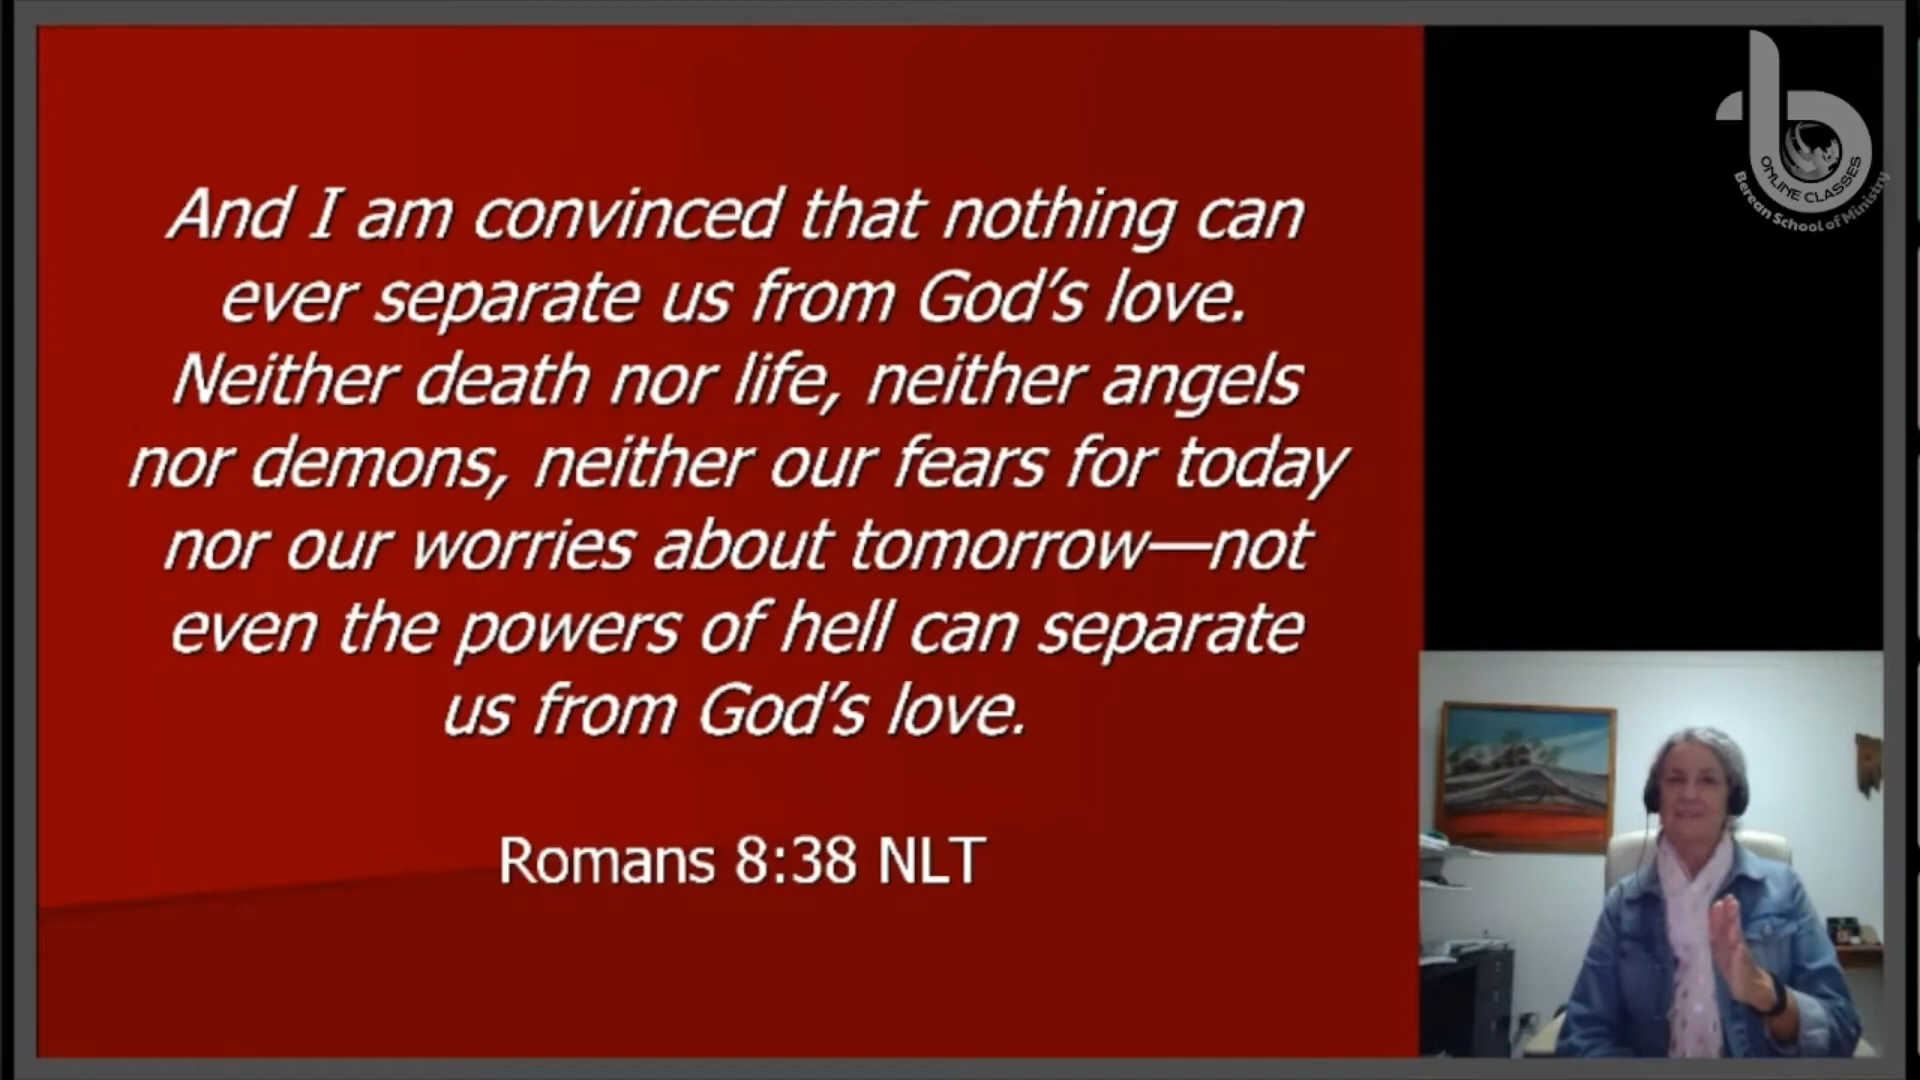 And I am convinced that nothing can
ever separate us from God’s love.
Neither death nor life, neither angels
nor demons, neither our fears for today
nor our worries about tomorrow—not
even the powers of hell can separate
us from God’s love.
Romans 8:38 NLT
ONLINE CLASSES
Berean School of Ministry